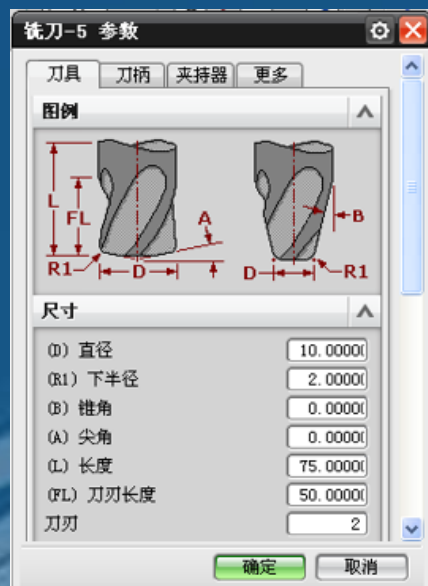 铣刀-5 参数
刀具 刀柄 夹持器 更多
图例
L FL A B
R1 D D R1
尺寸
(D) 直径 10.0000(
(R1) 下半径 2.0000(
(B) 锥角 0.0000(
(A) 尖角 0.0000(
(L) 长度 75.0000(
(FL) 刀刃长度 50.0000(
刀刃 2
确定 取消